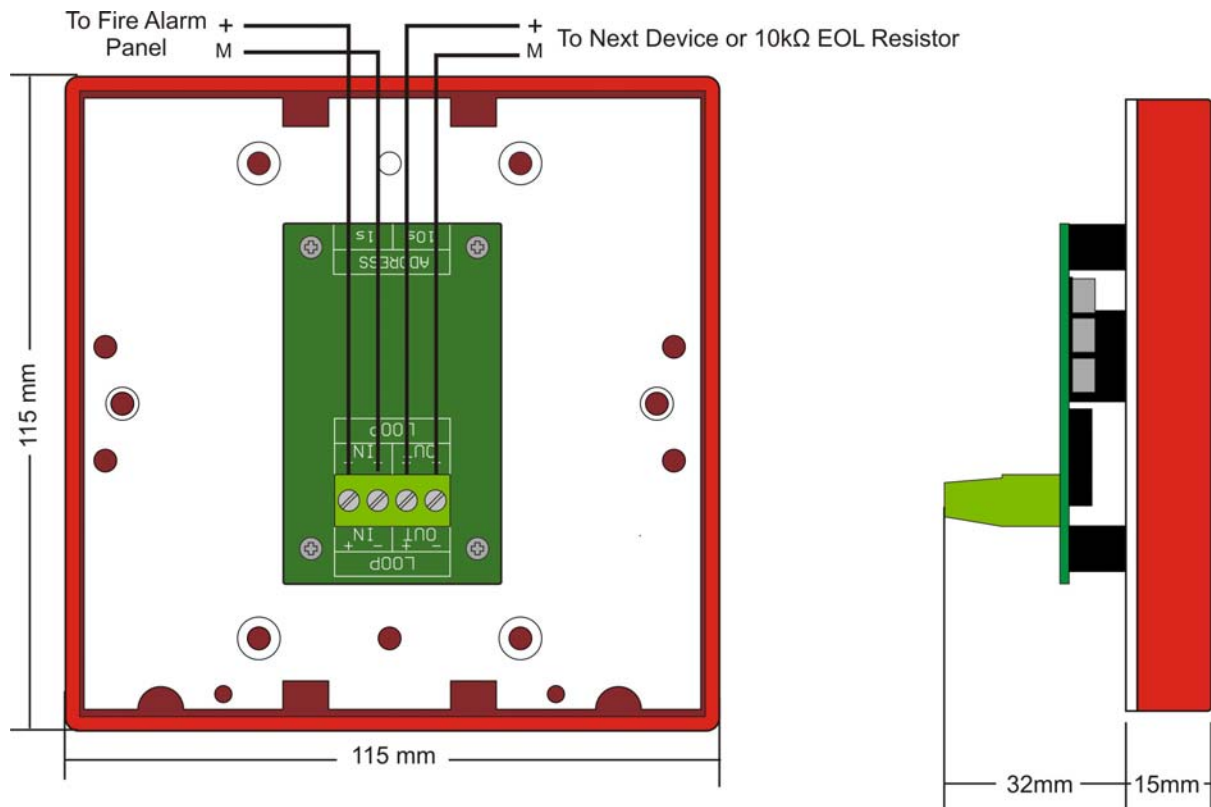 To Fire Alarm
Panel
+
M
+
M
To Next Device or 10kΩ EOL Resistor
1s 10s
ADDRESS
115 mm
LOOP
IN OUT
+ - + -
IN OUT
LOOP
115 mm
32mm
15mm